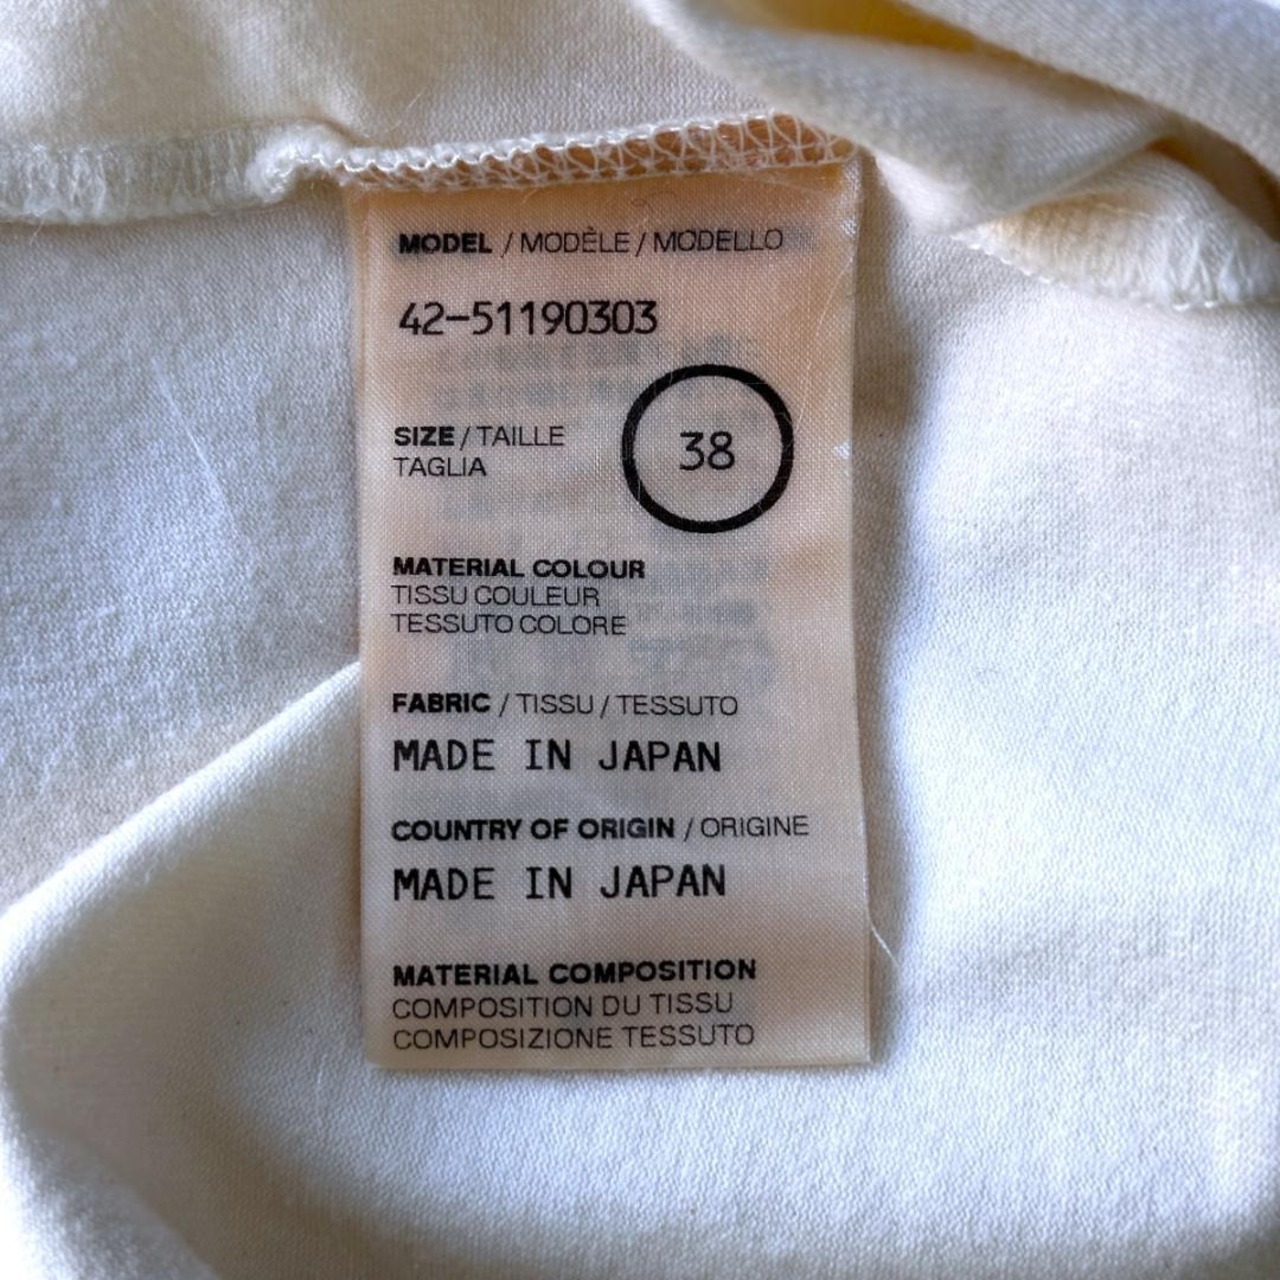 MODEL / MODÈLE / MODELLO
42-51190303
SIZE / TAILLE
TAGLIA
38
MATERIAL COLOUR
TISSU COULEUR
TESSUTO COLORE
FABRIC / TISSU / TESSUTO
MADE IN JAPAN
COUNTRY OF ORIGIN / ORIGINE
MADE IN JAPAN
MATERIAL COMPOSITION
COMPOSITION DU TISSU
COMPOSIZIONE TESSUTO